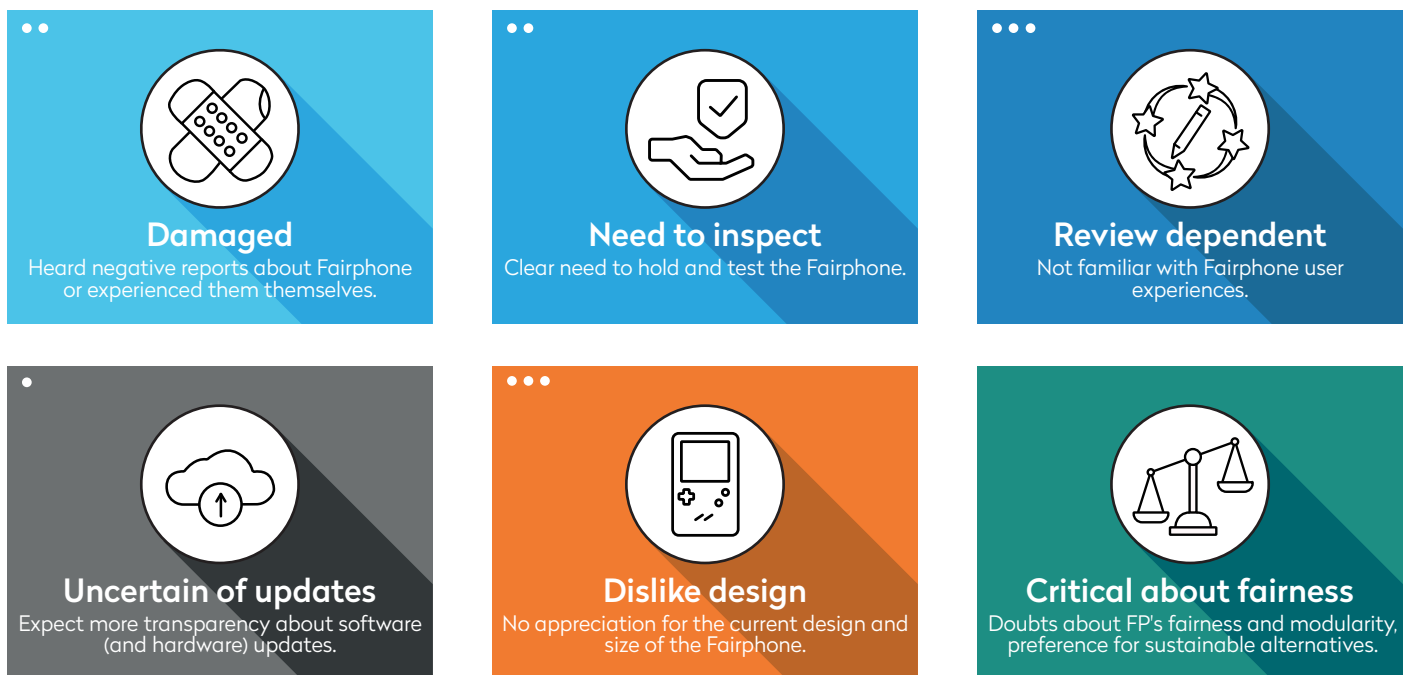 Damaged
Heard negative reports about Fairphone
or experienced them themselves.
Need to inspect
Clear need to hold and test the Fairphone.
Review dependent
Not familiar with Fairphone user
experiences.
Uncertain of updates
Expect more transparency about software
(and hardware) updates.
Dislike design
No appreciation for the current design and
size of the Fairphone.
Critical about fairness
Doubts about FP's fairness and modularity,
preference for sustainable alternatives.